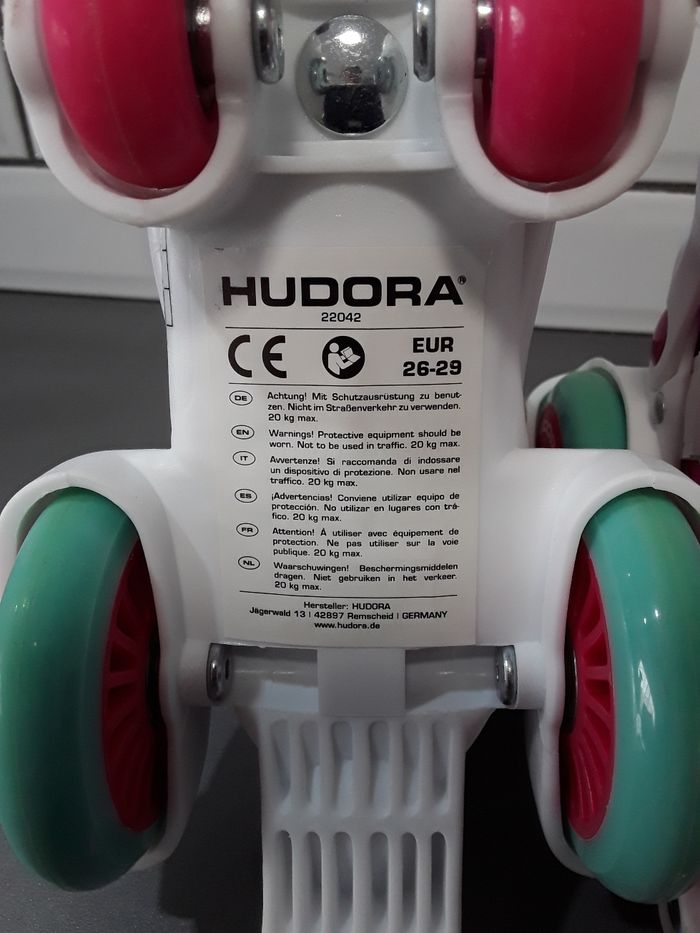 HUDORA®
22042
CE
EUR
26-29
DE Achtung! Mit Schutzausrüstung zu benut-
zen. Nicht im Straßenverkehr zu verwenden.
20 kg max.
EN Warnings! Protective equipment should be
worn. Not to be used in traffic. 20 kg max.
IT Avvertenze! Si raccomanda di indossare
un dispositivo di protezione. Non usare nel
traffico. 20 kg max.
ES ¡Advertencias! Conviene utilizar equipo de
protección. No utilizar en lugares con trá-
fico. 20 kg max.
FR Attention! À utiliser avec équipement de
protection. Ne pas utiliser sur la voie
publique. 20 kg max.
NL Waarschuwingen! Beschermingsmiddelen
dragen. Niet gebruiken in het verkeer.
20 kg max.
Hersteller: HUDORA
Jägerwald 13 | 42897 Remscheid | GERMANY
www.hudora.de